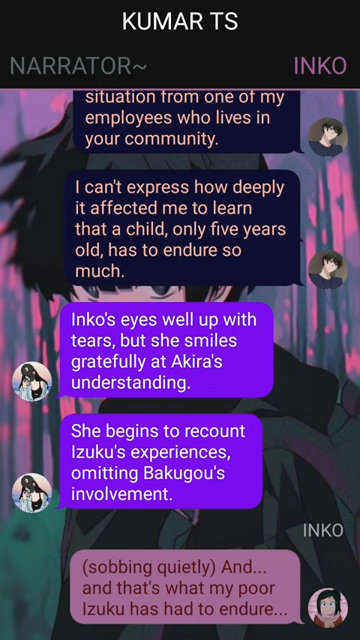 KUMAR TS
NARRATOR~
INKO
situation from one of my
employees who lives in
your community.
I can't express how deeply
it affected me to learn
that a child, only five years
old, has to endure so
much.
Inko's eyes well up with
tears, but she smiles
gratefully at Akira's
understanding.
She begins to recount
Izuku's experiences,
omitting Bakugou's
involvement.
INKO
(sobbing quietly) And...
and that's what my poor
Izuku has had to endure...